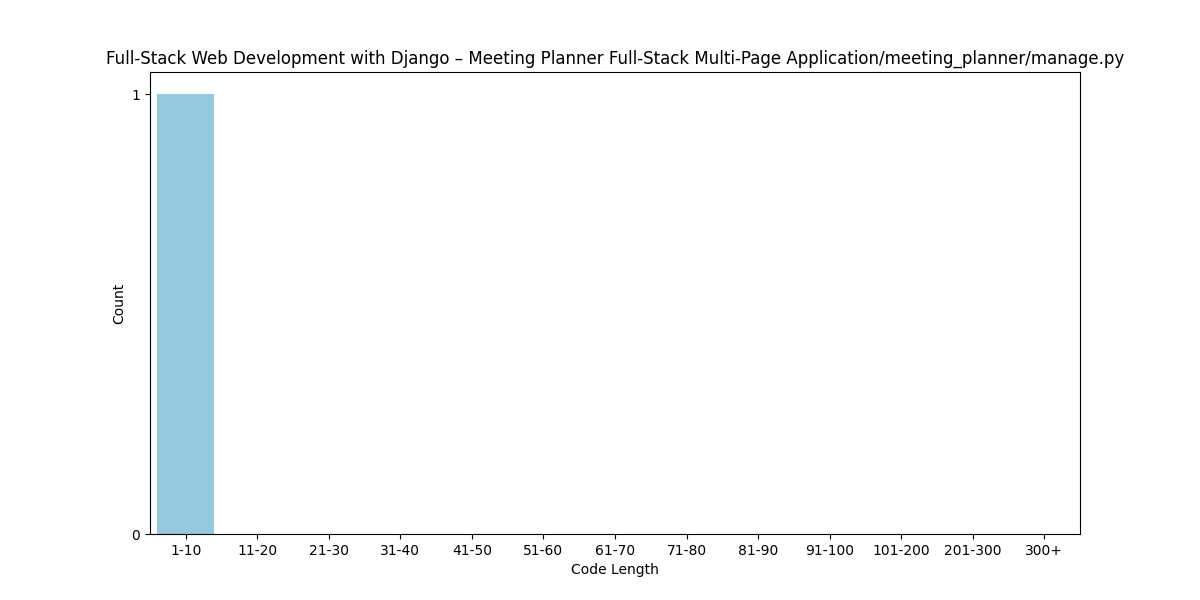 Full-Stack Web Development with Django – Meeting Planner Full-Stack Multi-Page Application/meeting_planner/manage.py
1
Count
0
1-10 11-20 21-30 31-40 41-50 51-60 61-70 71-80 81-90 91-100 101-200 201-300 300+
Code Length